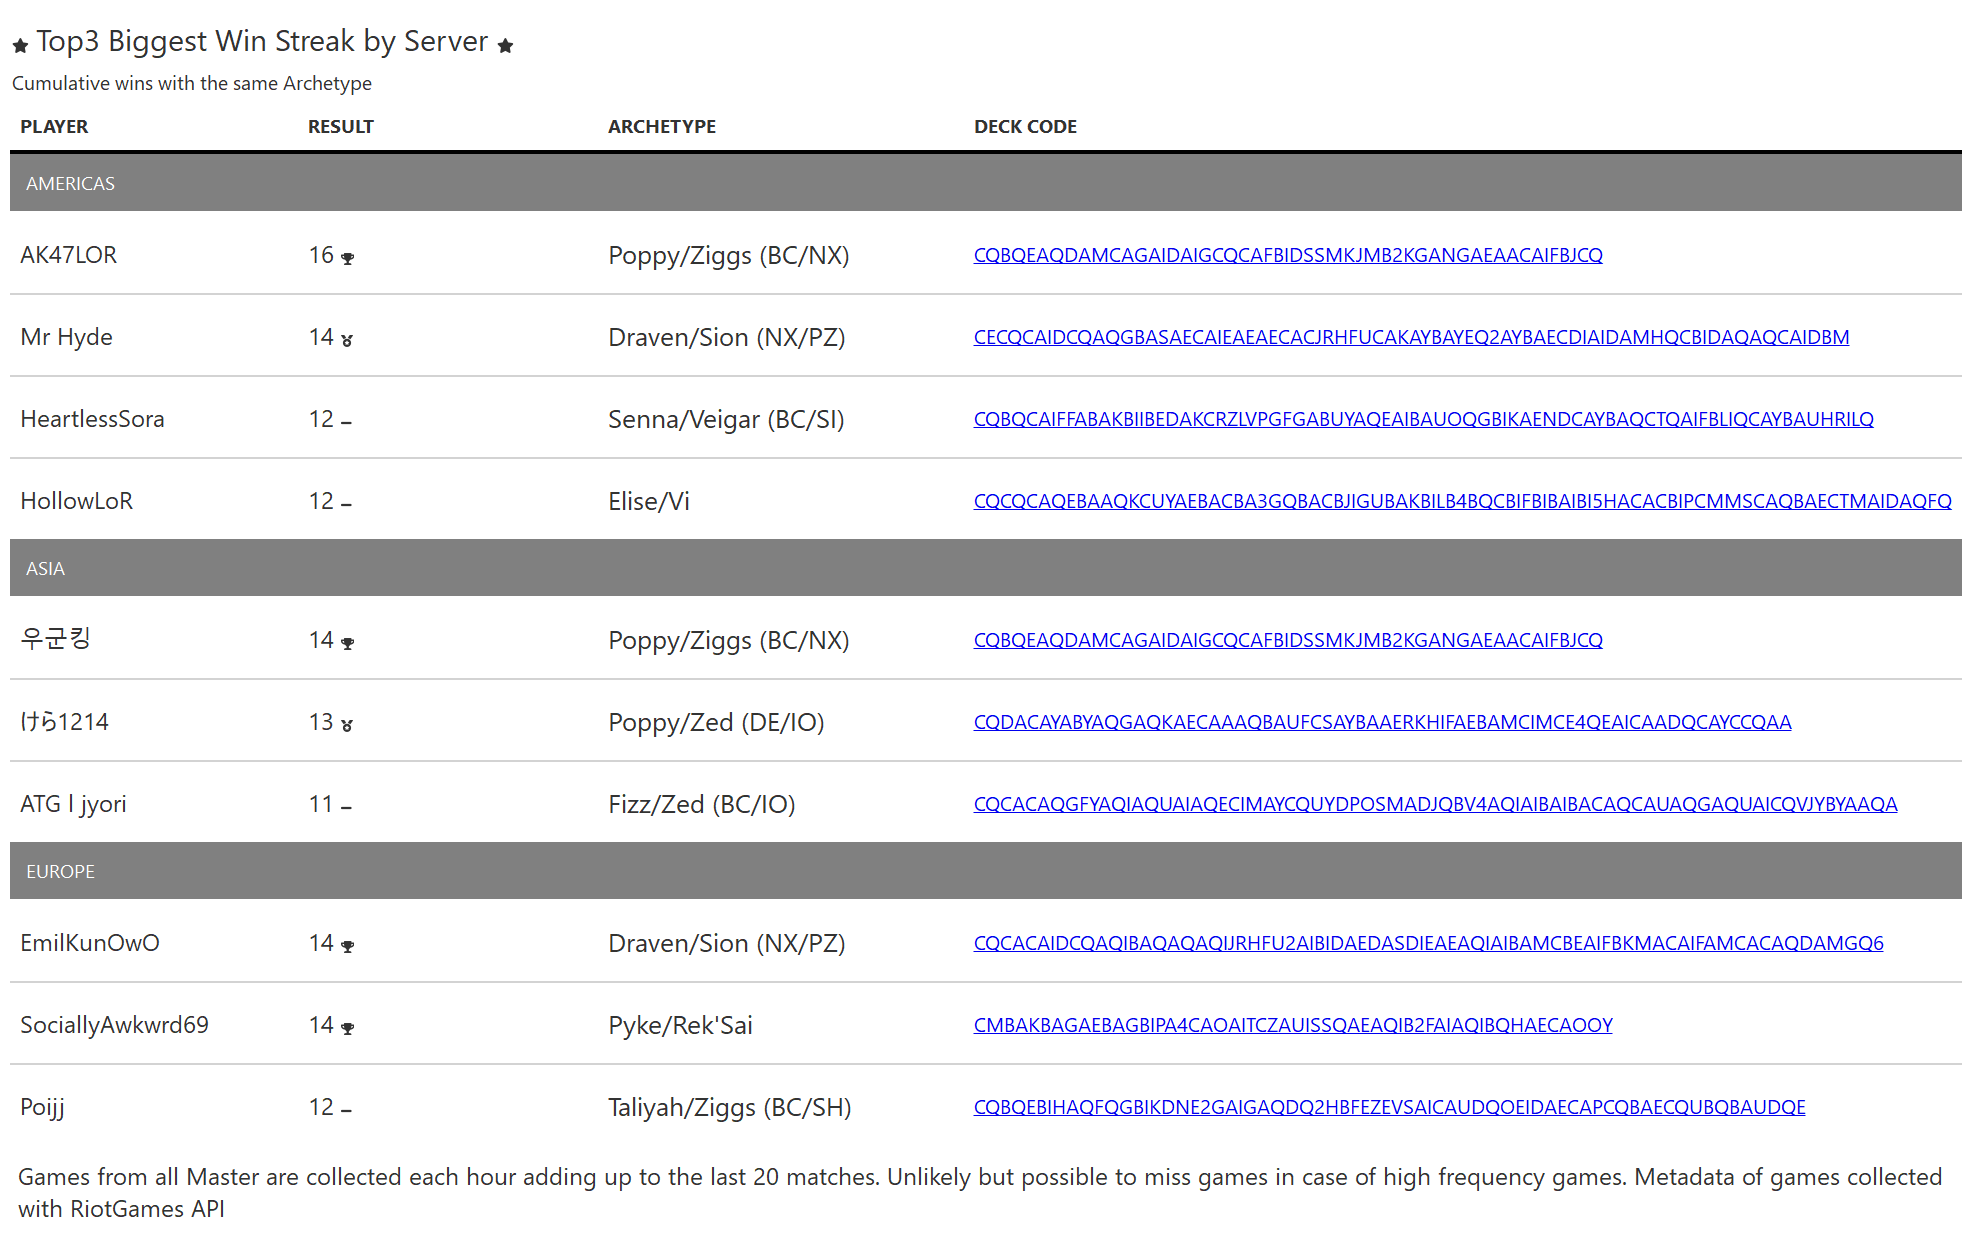 ★ Top3 Biggest Win Streak by Server ★
Cumulative wins with the same Archetype
PLAYER RESULT ARCHETYPE DECK CODE
AMERICAS
AK47LOR 16 Poppy/Ziggs (BC/NX) CQBQEAQDAMCAGAIDAIGCQCAFBIDSSMKJMB2KGANGAEAACAIFBJCQ
Mr Hyde 14 Draven/Sion (NX/PZ) CECQCAIDCQAQGBASAECAIEAEAECACJRHFUCAKAYBAYEQ2AYBAECDIAIDAMHQCBIDAQAQCAIDBM
HeartlessSora 12 – Senna/Veigar (BC/SI) CQBQCAIFFABAKBIIBEDAKCRZLVPGFGABUYAQEAIBAUOQGBIKAENDCAYBAQCTQAIFBLIQCAYBAUHRILQ
HollowLoR 12 – Elise/Vi CQCQCAQEBAAQKCUYAEBACBA3GQBACBJIGUBAKBILB4BQCBIFBIBAIBI5HACACBIPCMMSCAQBAECTMAIDAQFQ
ASIA
우군킹 14 Poppy/Ziggs (BC/NX) CQBQEAQDAMCAGAIDAIGCQCAFBIDSSMKJMB2KGANGAEAACAIFBJCQ
けら1214 13 Poppy/Zed (DE/IO) CQDACAYABYAQGAQKAECAAAQBAUFCSAYBAAERKHIFAEBAMCIMCE4QEAICAADQCAYCCQAA
ATG l jyori 11 – Fizz/Zed (BC/IO) CQCACAQGFYAQIAQUAIAQECIMAYCQUYDPOSMADJQBV4AQIAIBAIBACAQCAUAQGAQUAICQVJYBYAAQA
EUROPE
EmilKunOwO 14 Draven/Sion (NX/PZ) CQCACAIDCQAQIBAQAQAQIJRHFU2AIBIDAEDASDIEAEAQIAIBAMCBEAIFBKMACAIFAMCACAQDAMGQ6
SociallyAwkwrd69 14 Pyke/Rek'Sai CMBAKBAGAEBAGBIPA4CAOAITCZAUISSQAEAQIB2FAIAQIBQHAECAOOY
Poijj 12 – Taliyah/Ziggs (BC/SH) CQBQEBIHAQFQGBIKDNE2GAIGAQDQ2HBFEZEVSAICAUDQOEIDAECAPCQBAECQUBQBAUDQE
Games from all Master are collected each hour adding up to the last 20 matches. Unlikely but possible to miss games in case of high frequency games. Metadata of games collected
with RiotGames API